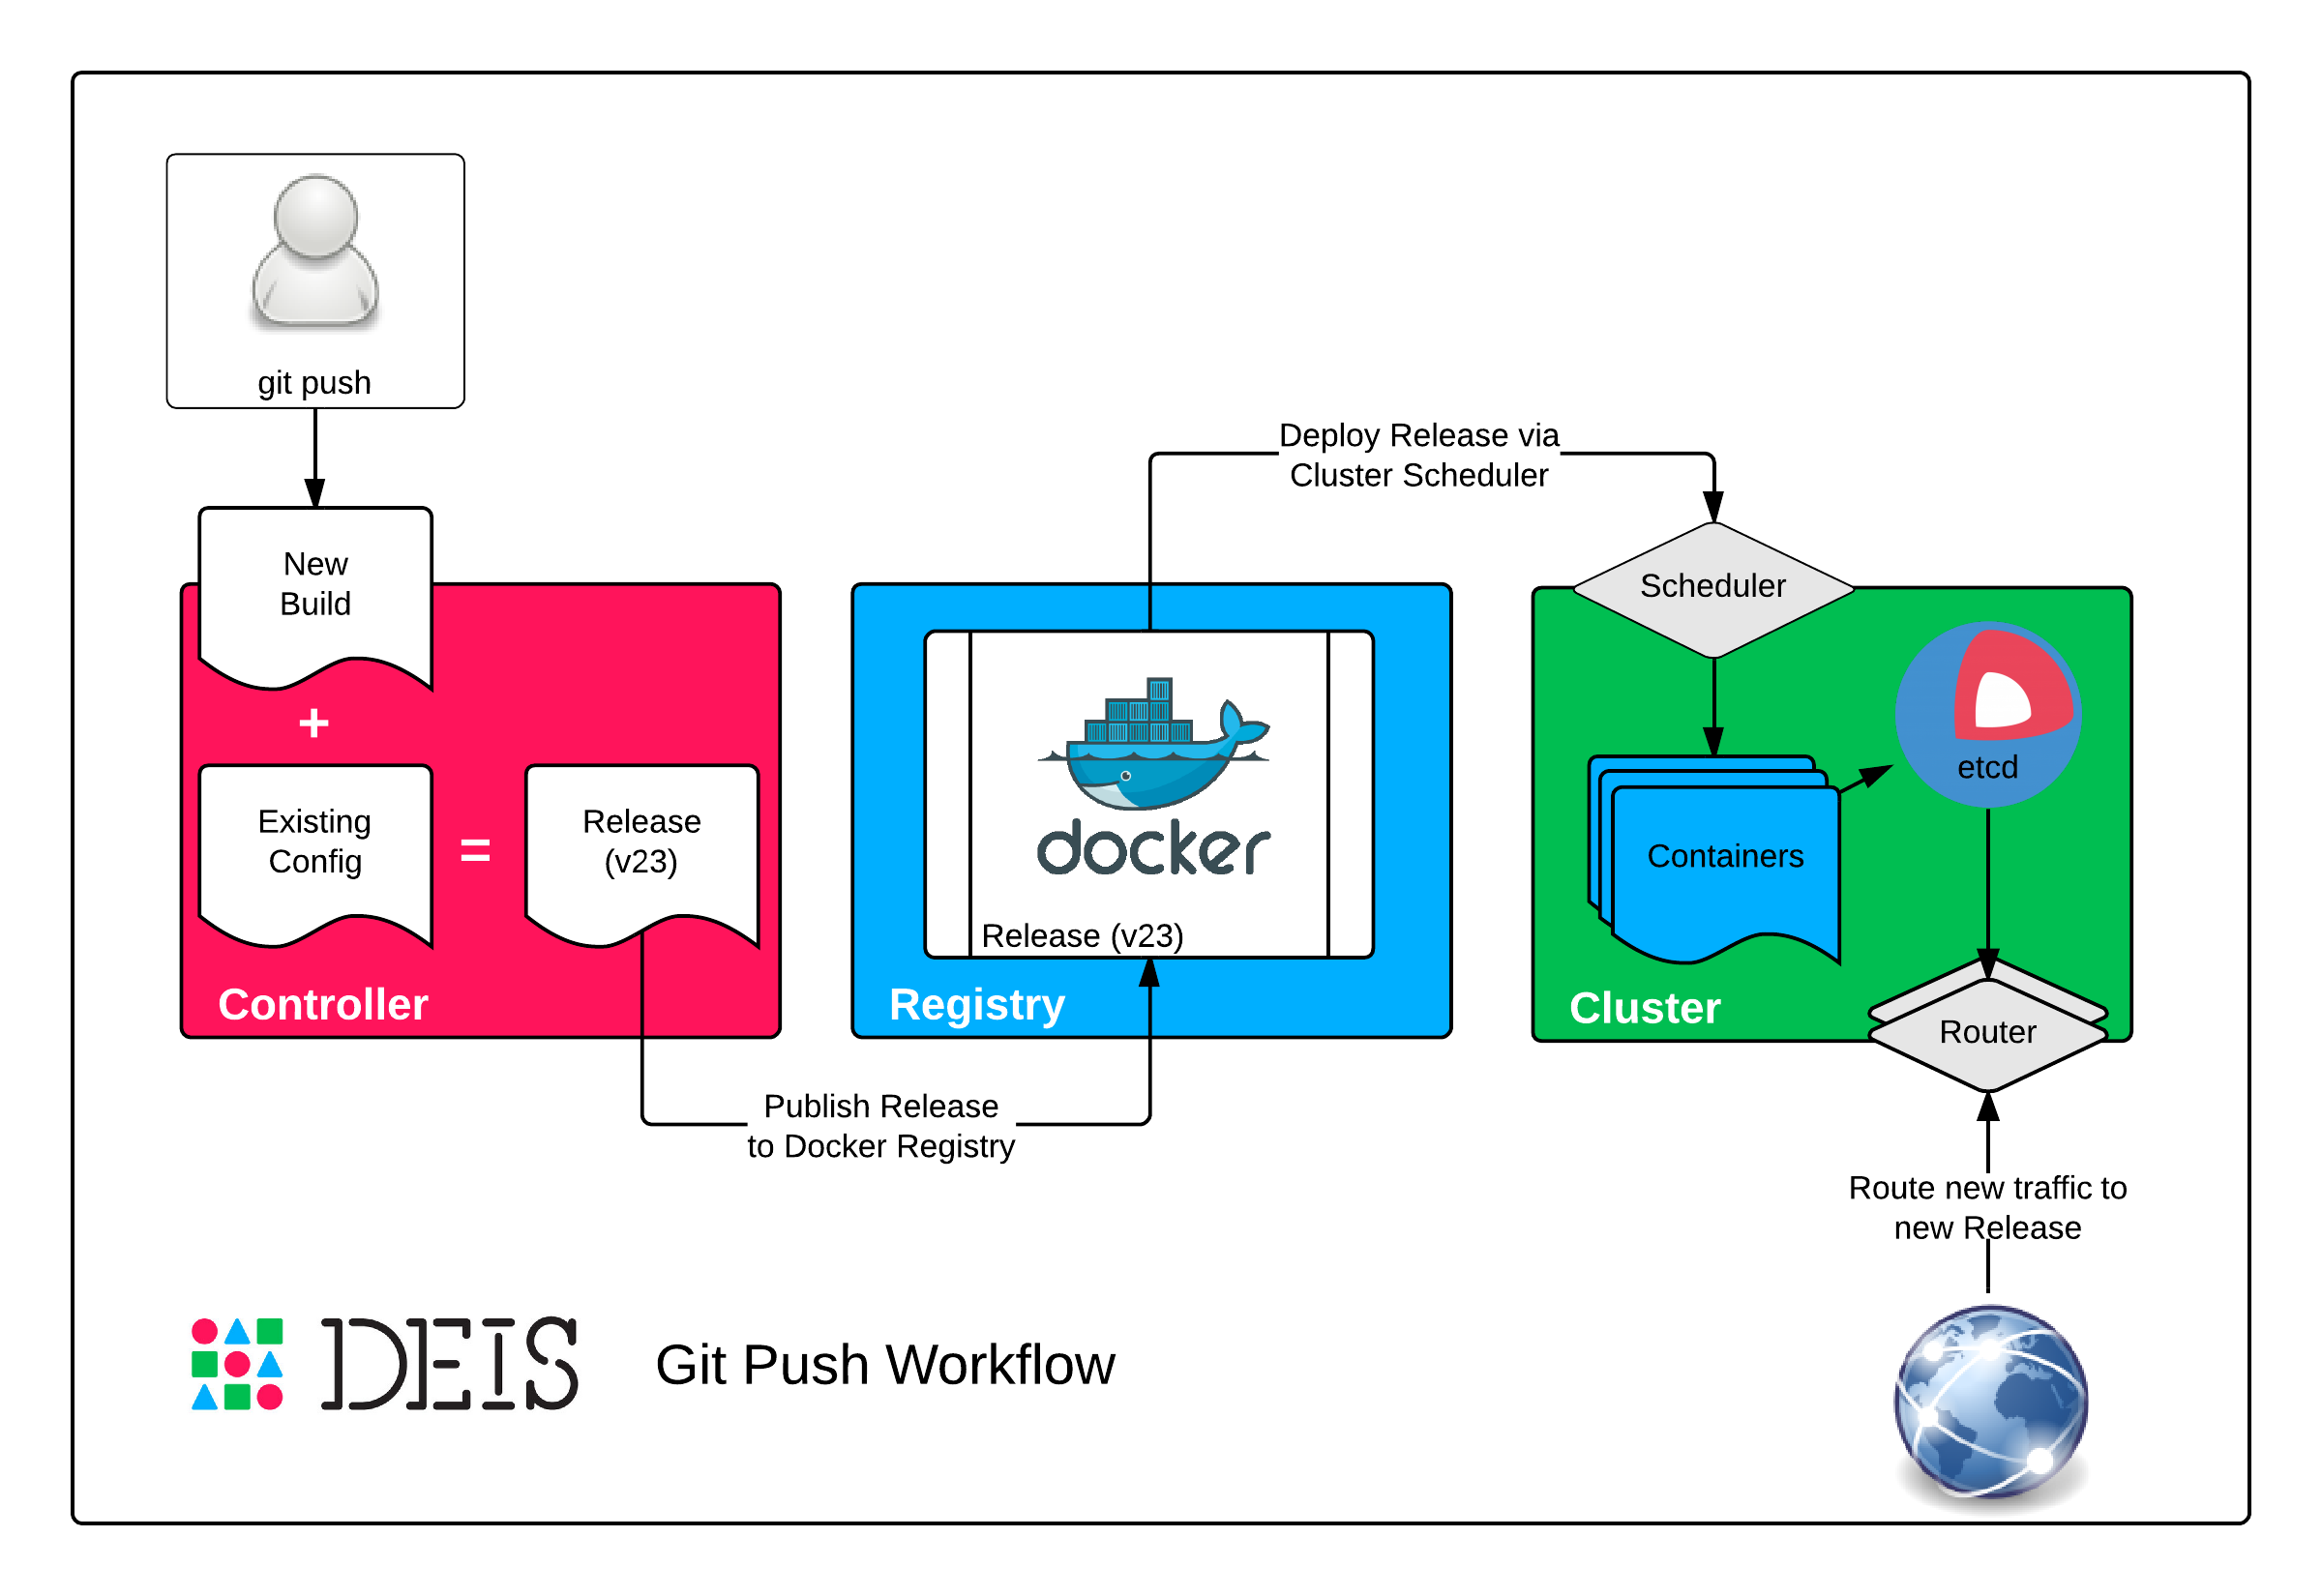 git push
New
Build
+
Existing
Config
=
Release
(v23)
Controller
Publish Release
to Docker Registry
docker
Release (v23)
Registry
Deploy Release via
Cluster Scheduler
Scheduler
etcd
Containers
Cluster
Router
Route new traffic to
new Release
DEIS
Git Push Workflow